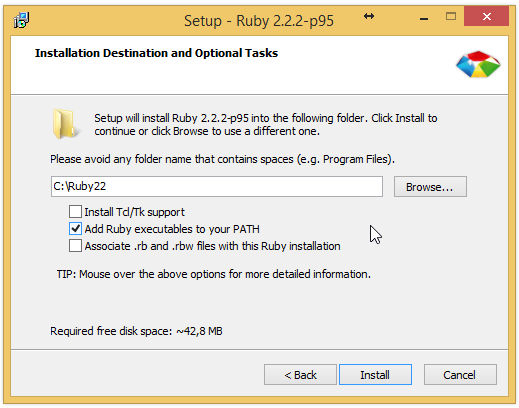 Setup - Ruby 2.2.2-p95
Installation Destination and Optional Tasks
Setup will install Ruby 2.2.2-p95 into the following folder. Click Install to
continue or click Browse to use a different one.
Please avoid any folder name that contains spaces (e.g. Program Files).
C:\Ruby22
Browse...
Install Tcl/Tk support
Add Ruby executables to your PATH
Associate .rb and .rbw files with this Ruby installation
TIP: Mouse over the above options for more detailed information.
Required free disk space: ~42,8 MB
< Back
Install
Cancel